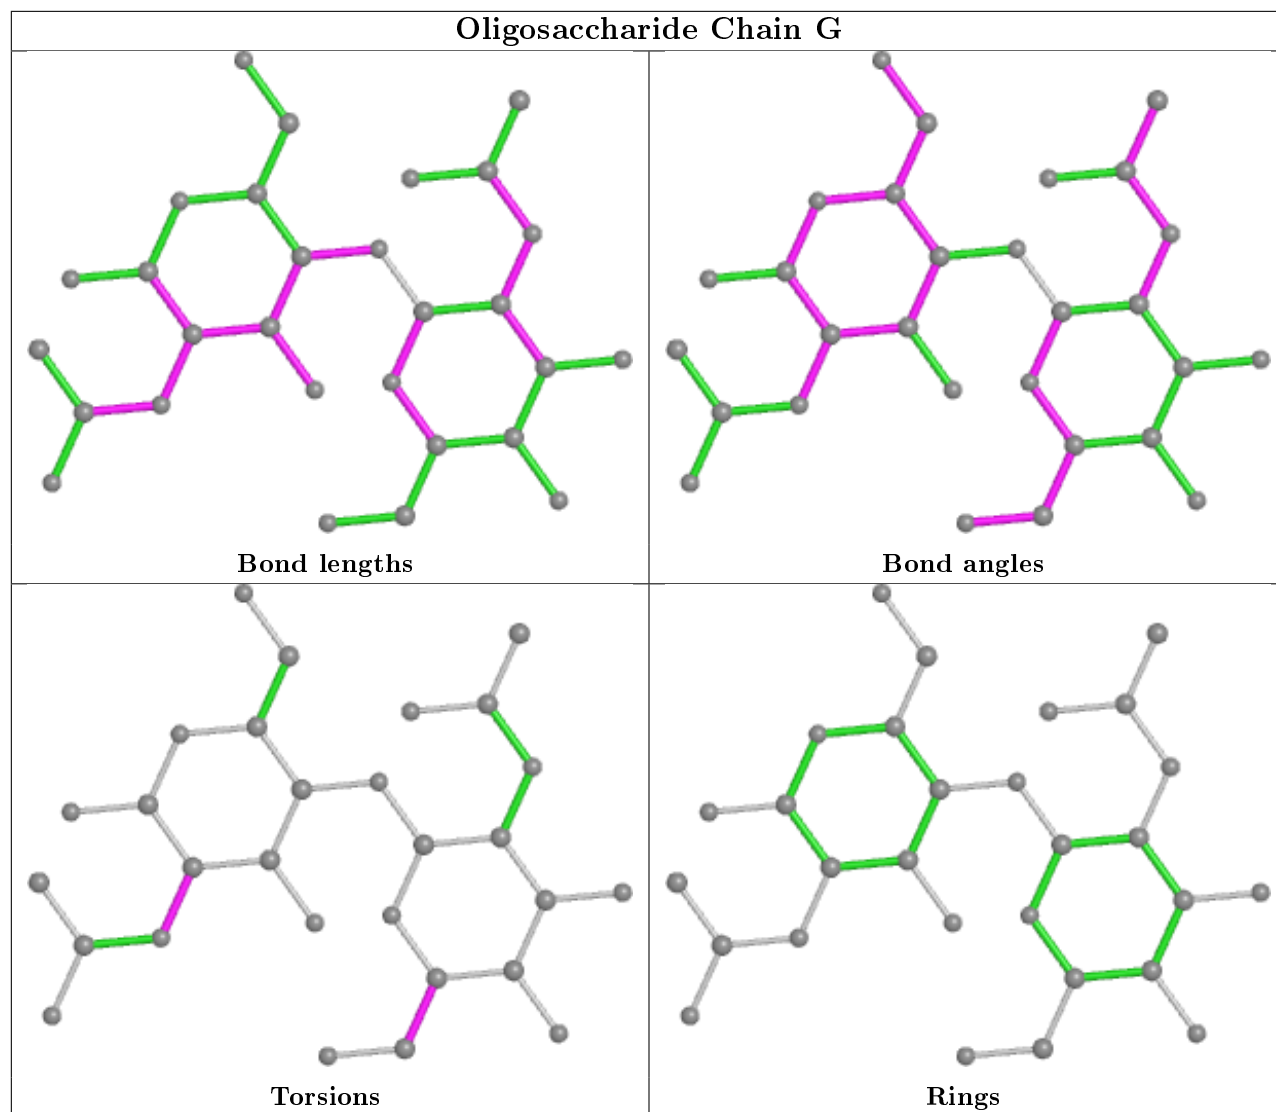 Oligosaccharide Chain G
Bond lengths
Bond angles
Torsions
Rings